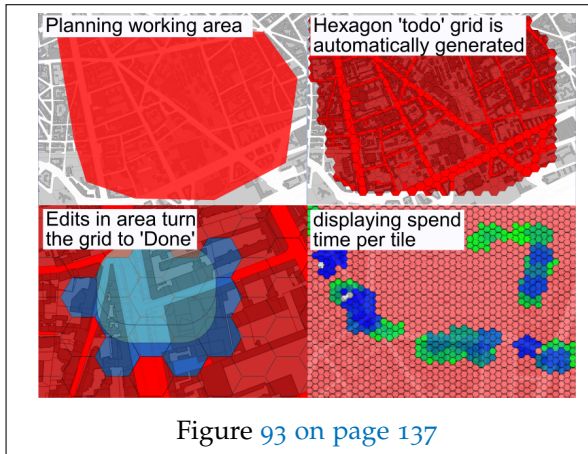 Planning working area
Hexagon 'todo' grid is
automatically generated
Edits in area turn
the grid to 'Done'
displaying spend
time per tile
Figure 93 on page 137